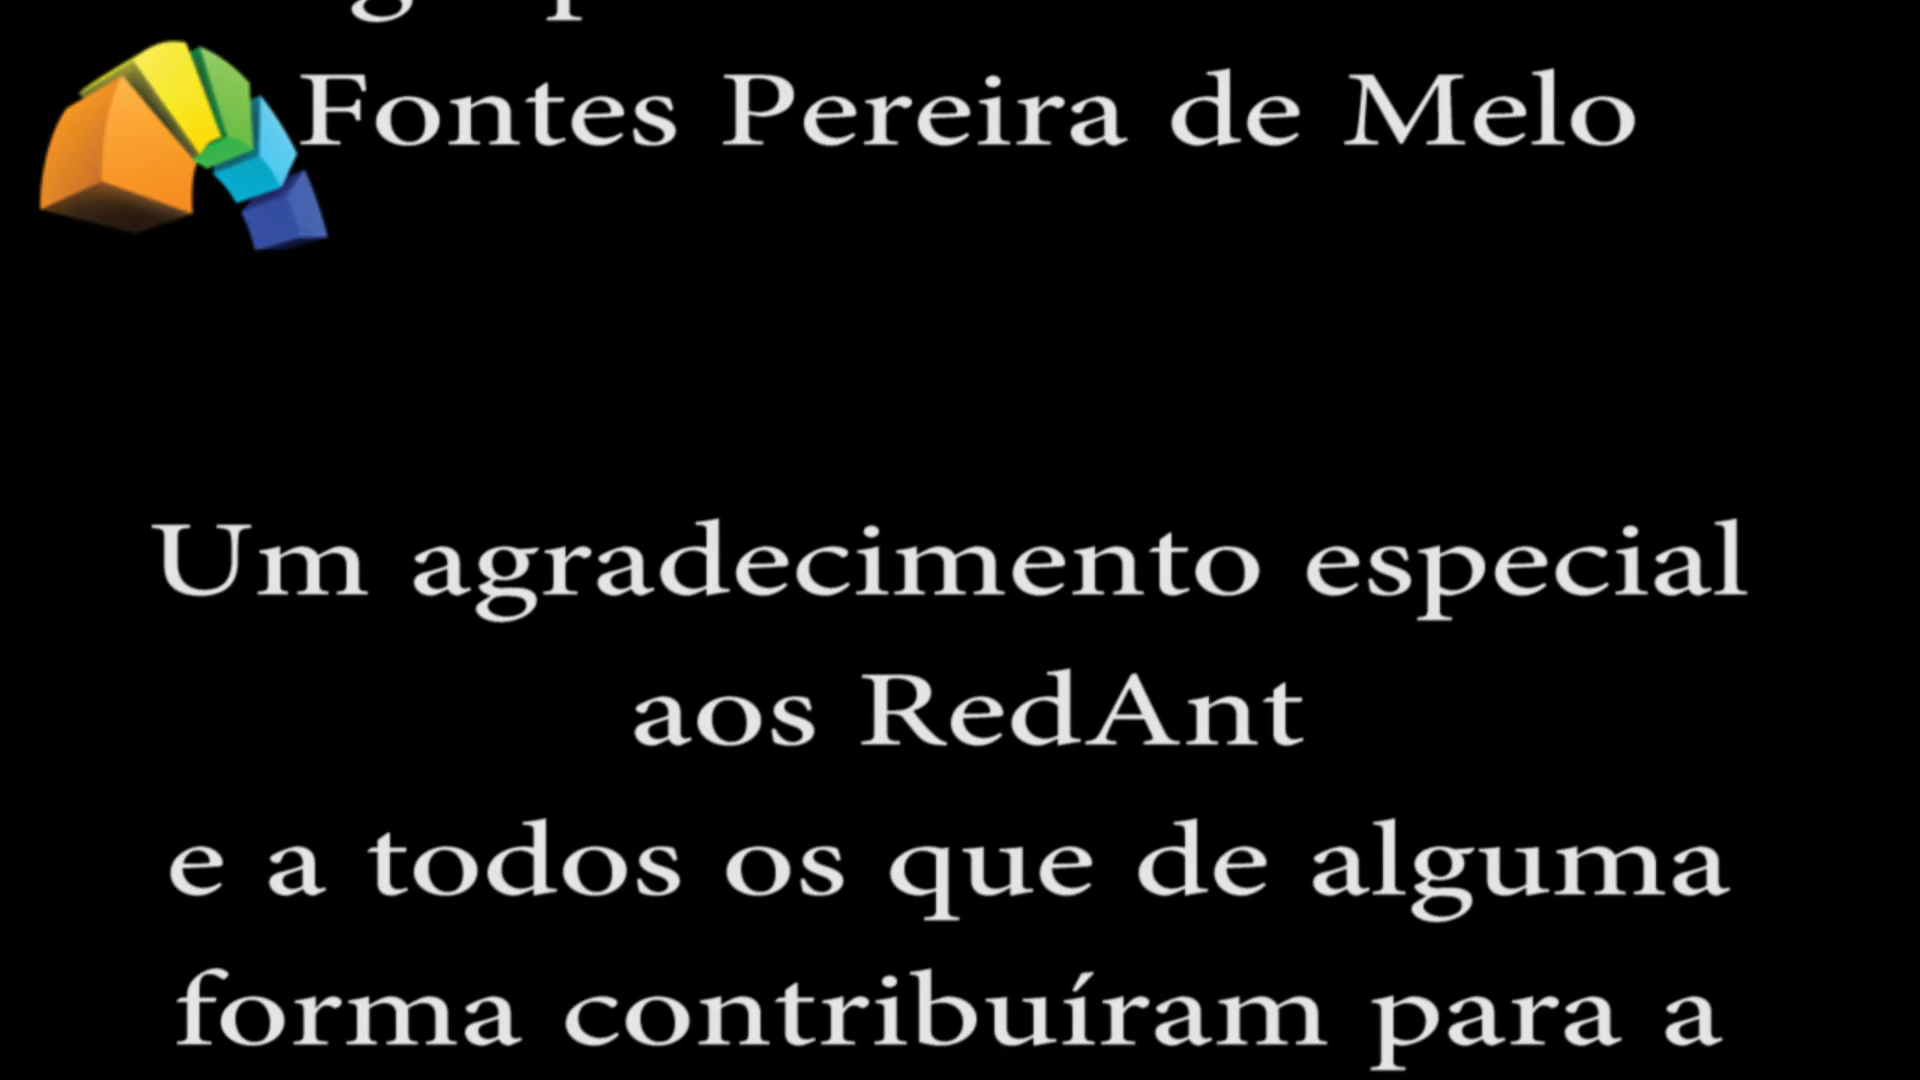 Fontes Pereira de Melo
Um agradecimento especial
aos RedAnt
e a todos os que de alguma
forma contribuíram para a